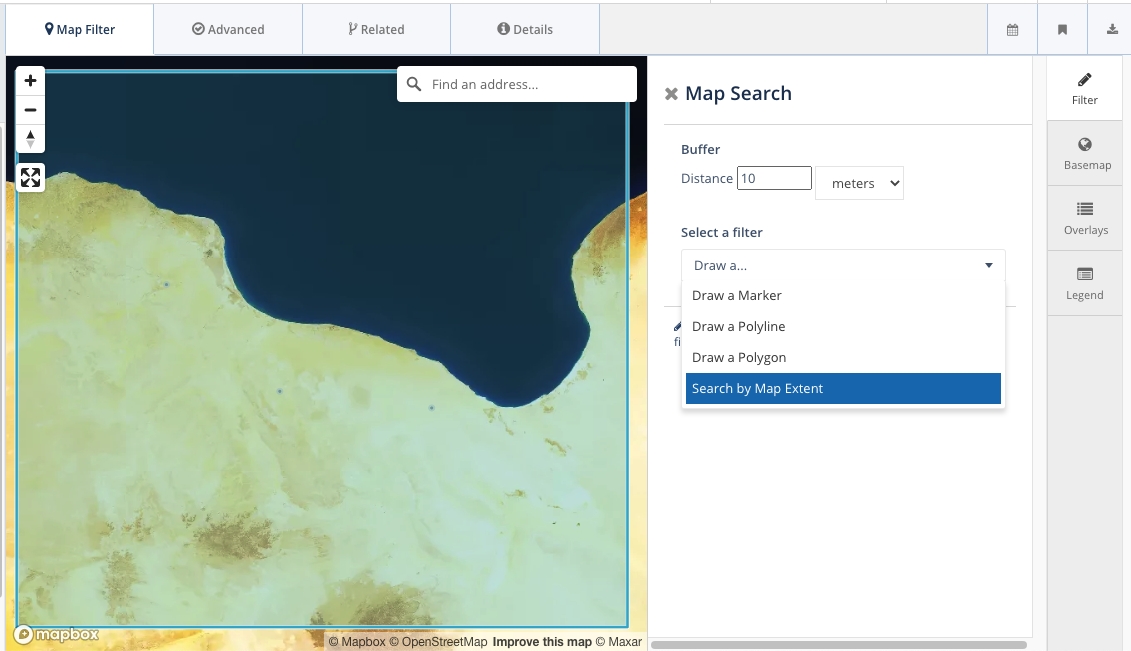 Map Filter
Advanced
Related
Details
Find an address...
Map Search
Buffer
Distance 10 meters
Select a filter
Draw a...
Draw a Marker
Draw a Polyline
Draw a Polygon
Search by Map Extent
fi
Filter
Basemap
Overlays
Legend
mapbox
© Mapbox © OpenStreetMap Improve this map © Maxar